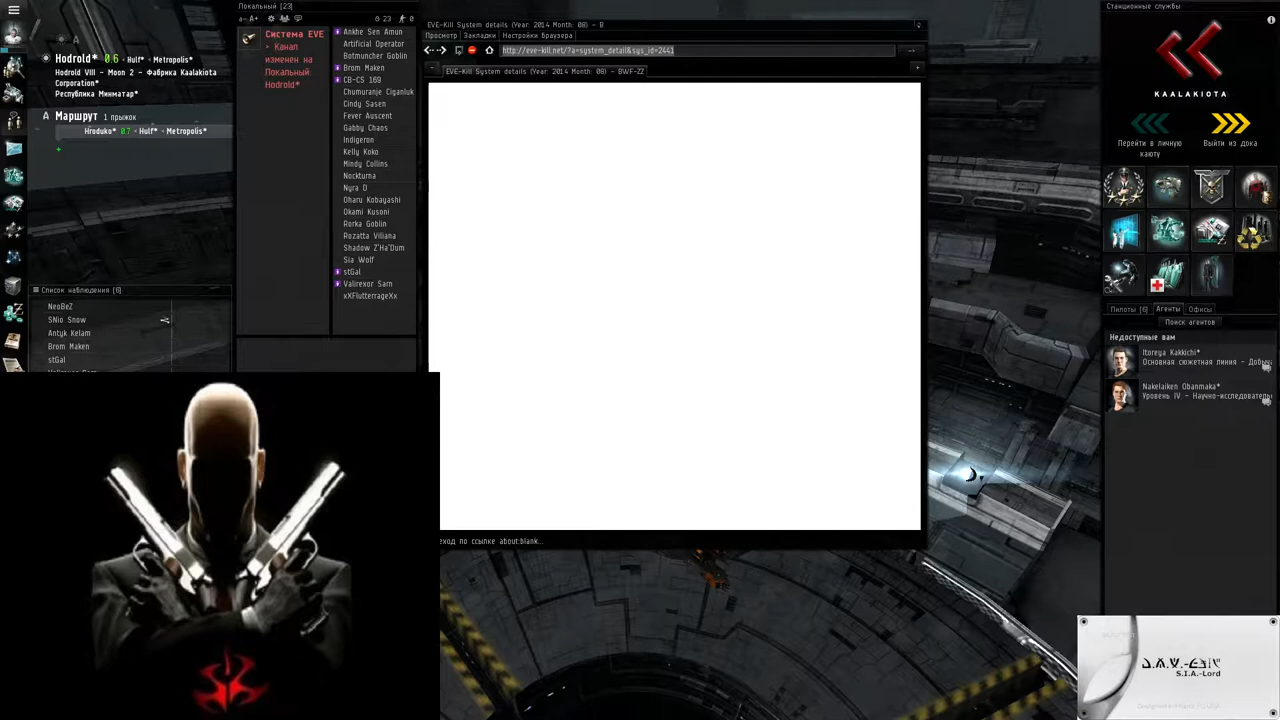 Hodrold* 0.6 < Hulf* < Metropolis*
Hodrold VIII - Moon 2 - Фабрика Kaalakiota
Corporation*
Республика Минматар*
Маршрут 1 прыжок
Hroduko* 0.7 < Hulf* < Metropolis*
Список наблюдения [6]
NeoBeZ
SNio Snow
Antyk Kelam
Brom Maken
stGal
Локальный [23]
23
0
Система EVE
> Канал
изменен на
Локальный:
Hodrold*
Ankhe Sen Amun
Artificial Operator
Botmuncher Goblin
Brom Maken
CB-CS 169
Chumuranje Ciganluk
Cindy Sasen
Fever Auscent
Gabby Chaos
Indigeron
Kelly Koko
Mindy Collins
Nockturna
Nyra D
Oharu Kobayashi
Okami Kusoni
Rorka Goblin
Rozatta Viliana
Shadow Z'Ha'Dum
Sia Wolf
stGal
Valirexor Sarn
xXFlutterrageXx
EVE-Kill System details (Year: 2014 Month: 08) - B
Просмотр Закладки Настройки браузера
http://eve-kill.net/?a=system_detail&sys_id=2441
EVE-Kill System details (Year: 2014 Month: 08) - BWF-ZZ
еход по ссылке about:blank...
Станционные службы
KAALAKIOTA
Перейти в личную
каюту
Выйти из дока
Пилоты [6] Агенты Офисы
Поиск агентов
Недоступные вам
Itoreya Kakkichi*
Основная сюжетная линия - Добыч
Nakelaiken Obanmaka*
Уровень IV - Научно-исследователь
S.I.A.-Lord